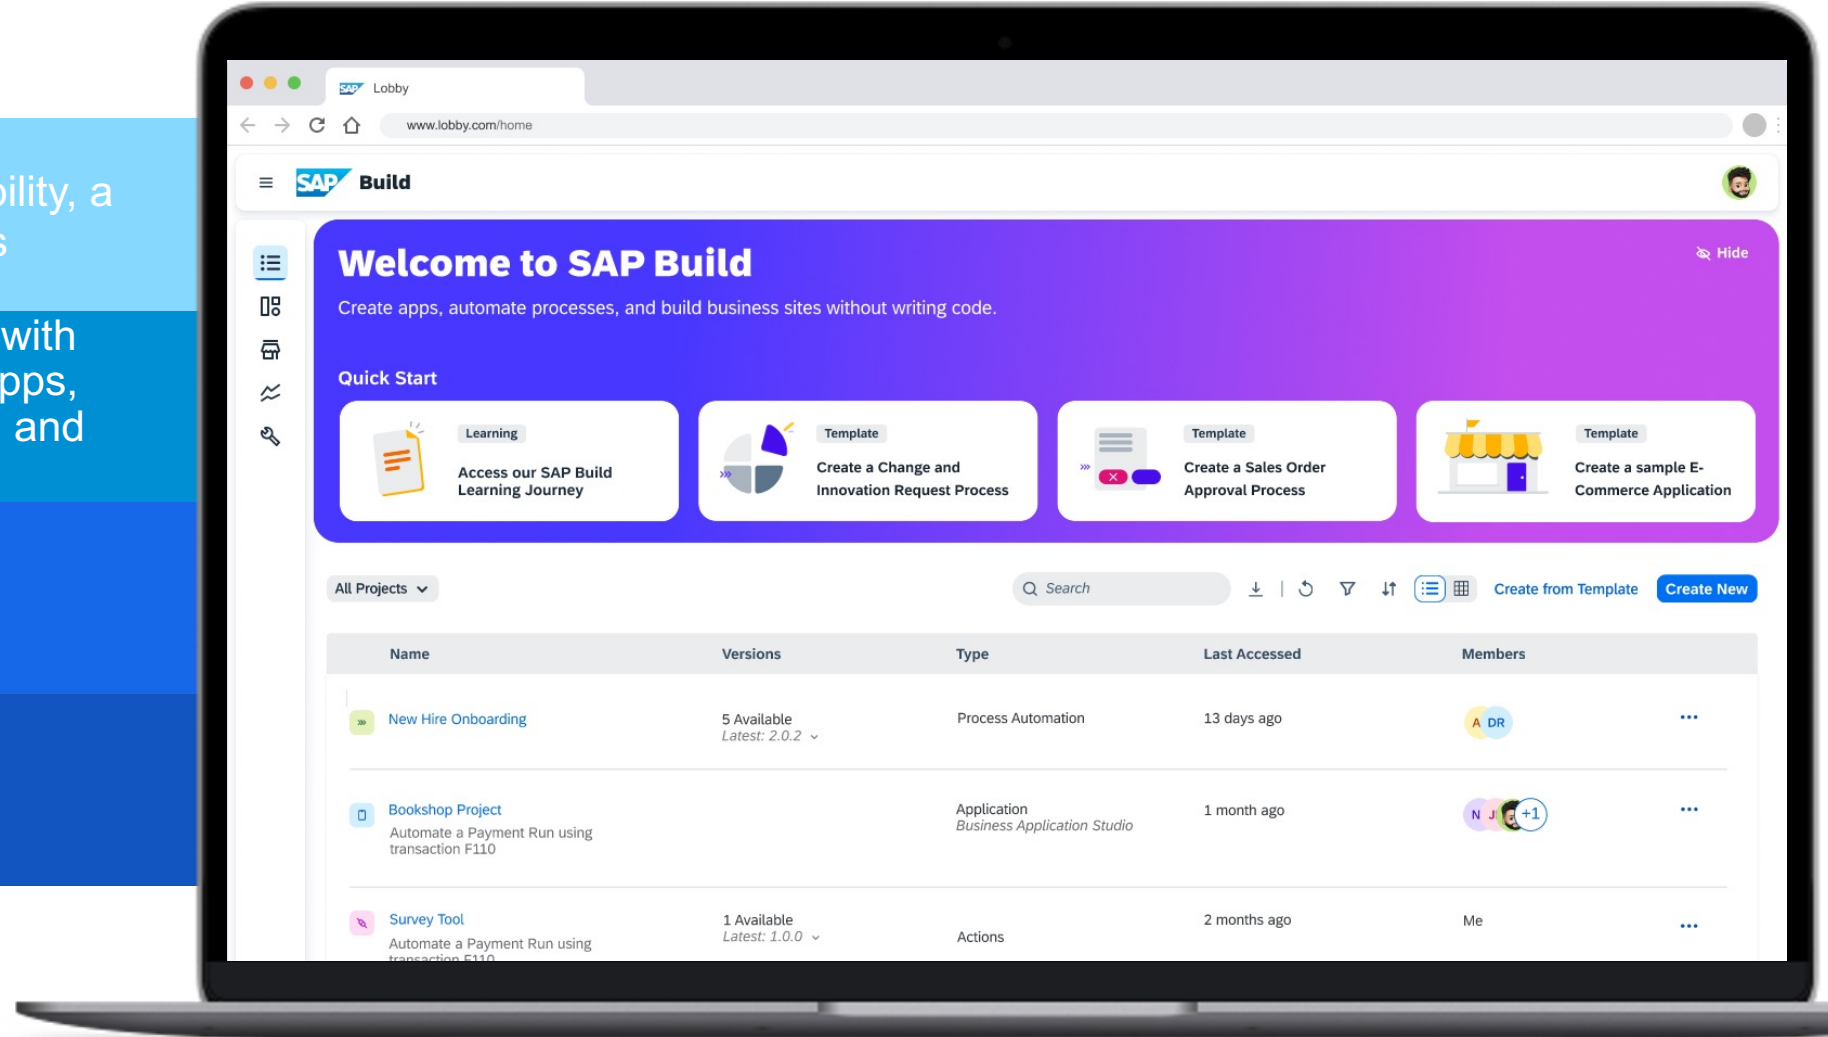 SAP Lobby
www.lobby.com/home
SAP Build
a
with
and
Welcome to SAP Build
Hide
Create apps, automate processes, and build business sites without writing code.
Quick Start
Learning
Access our SAP Build
Learning Journey
Template
Create a Change and
Innovation Request Process
Template
Create a Sales Order
Approval Process
Template
Create a sample E-
Commerce Application
All Projects
Search
Create from Template
Create New
Name Versions Type Last Accessed Members
New Hire Onboarding
5 Available
Latest: 2.0.2
Process Automation
13 days ago
A DR
Bookshop Project
Automate a Payment Run using
transaction F110
Application
Business Application Studio
1 month ago
N +1
Survey Tool
Automate a Payment Run using
transaction F110
1 Available
Latest: 1.0.0
Actions
2 months ago
Me